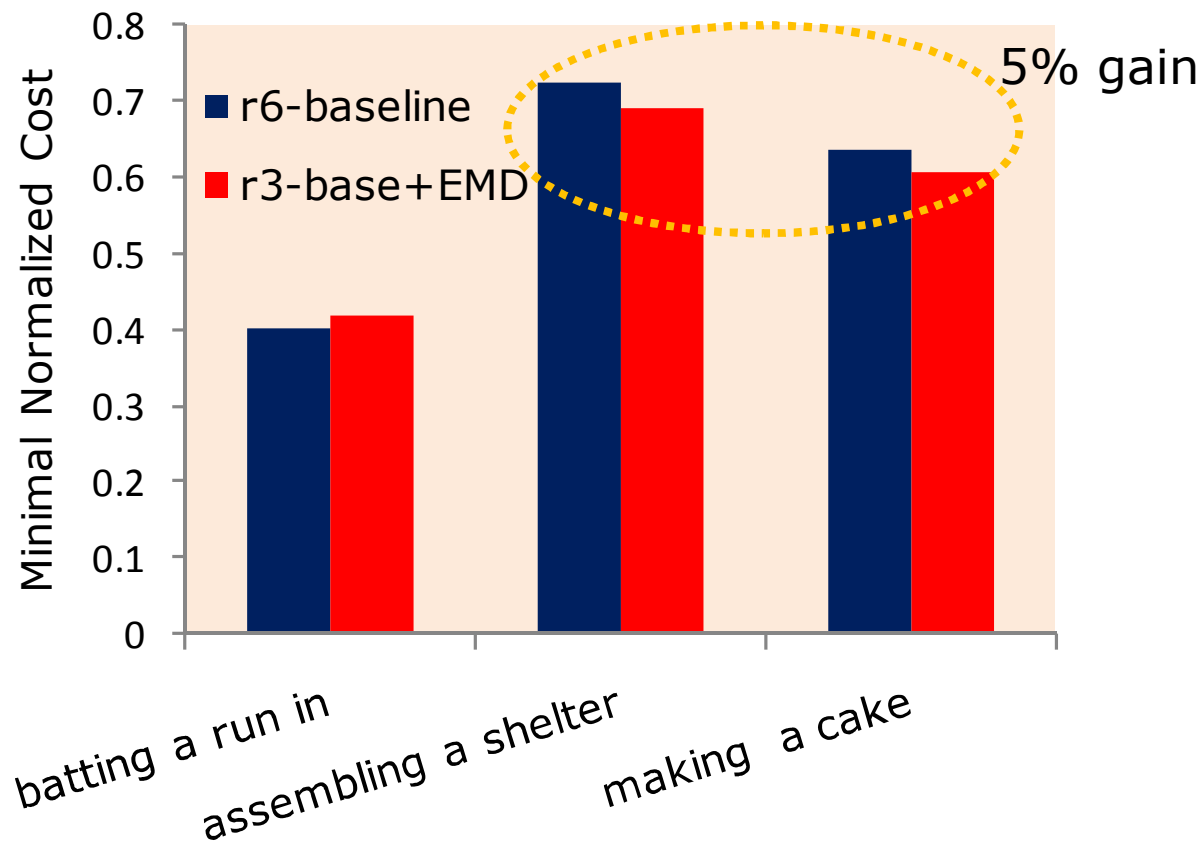 0.8
0.7
0.6
0.5
0.4
0.3
0.2
0.1
0
Minimal Normalized Cost
r6-baseline
r3-base+EMD
5% gain
batting a run in
assembling a shelter
making a cake